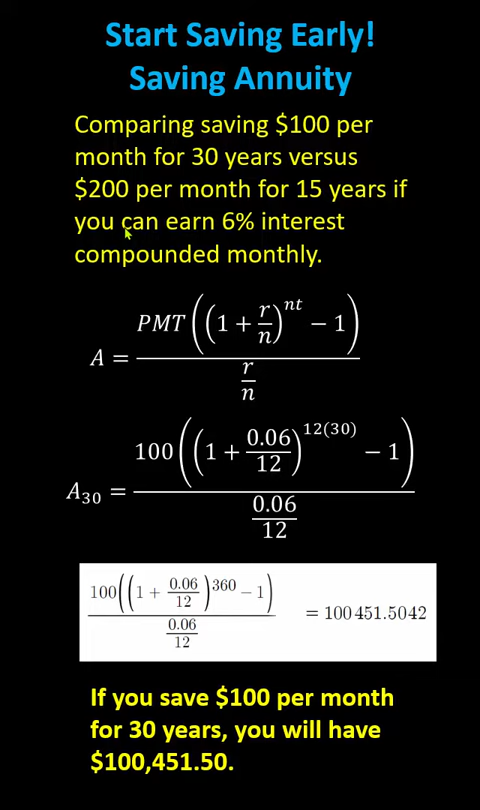 Start Saving Early!
Saving Annuity
Comparing saving $100 per
month for 30 years versus
$200 per month for 15 years if
you can earn 6% interest
compounded monthly.
A = PMT((1 + r/n)^nt − 1) / (r/n)
A₃₀ = 100((1 + 0.06/12)^12(30) − 1) / (0.06/12)
100((1 + 0.06/12)^360 − 1) / (0.06/12) = 100 451.5042
If you save $100 per month
for 30 years, you will have
$100,451.50.